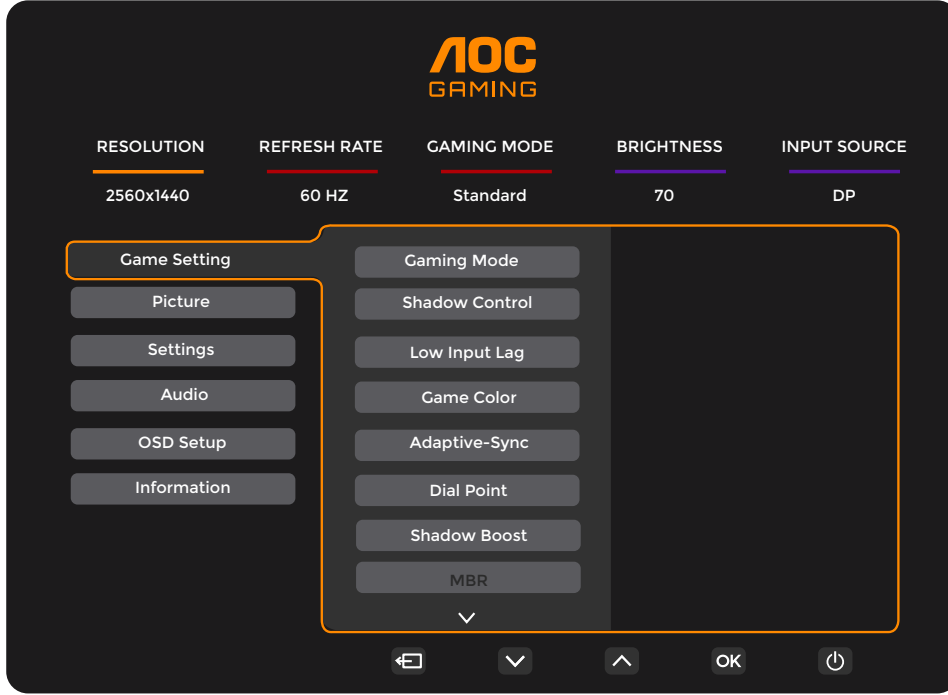 AOC
GAMING
RESOLUTION REFRESH RATE GAMING MODE BRIGHTNESS INPUT SOURCE
2560x1440 60 HZ Standard 70 DP
Game Setting
Picture
Settings
Audio
OSD Setup
Information
Gaming Mode
Shadow Control
Low Input Lag
Game Color
Adaptive-Sync
Dial Point
Shadow Boost
MBR
OK